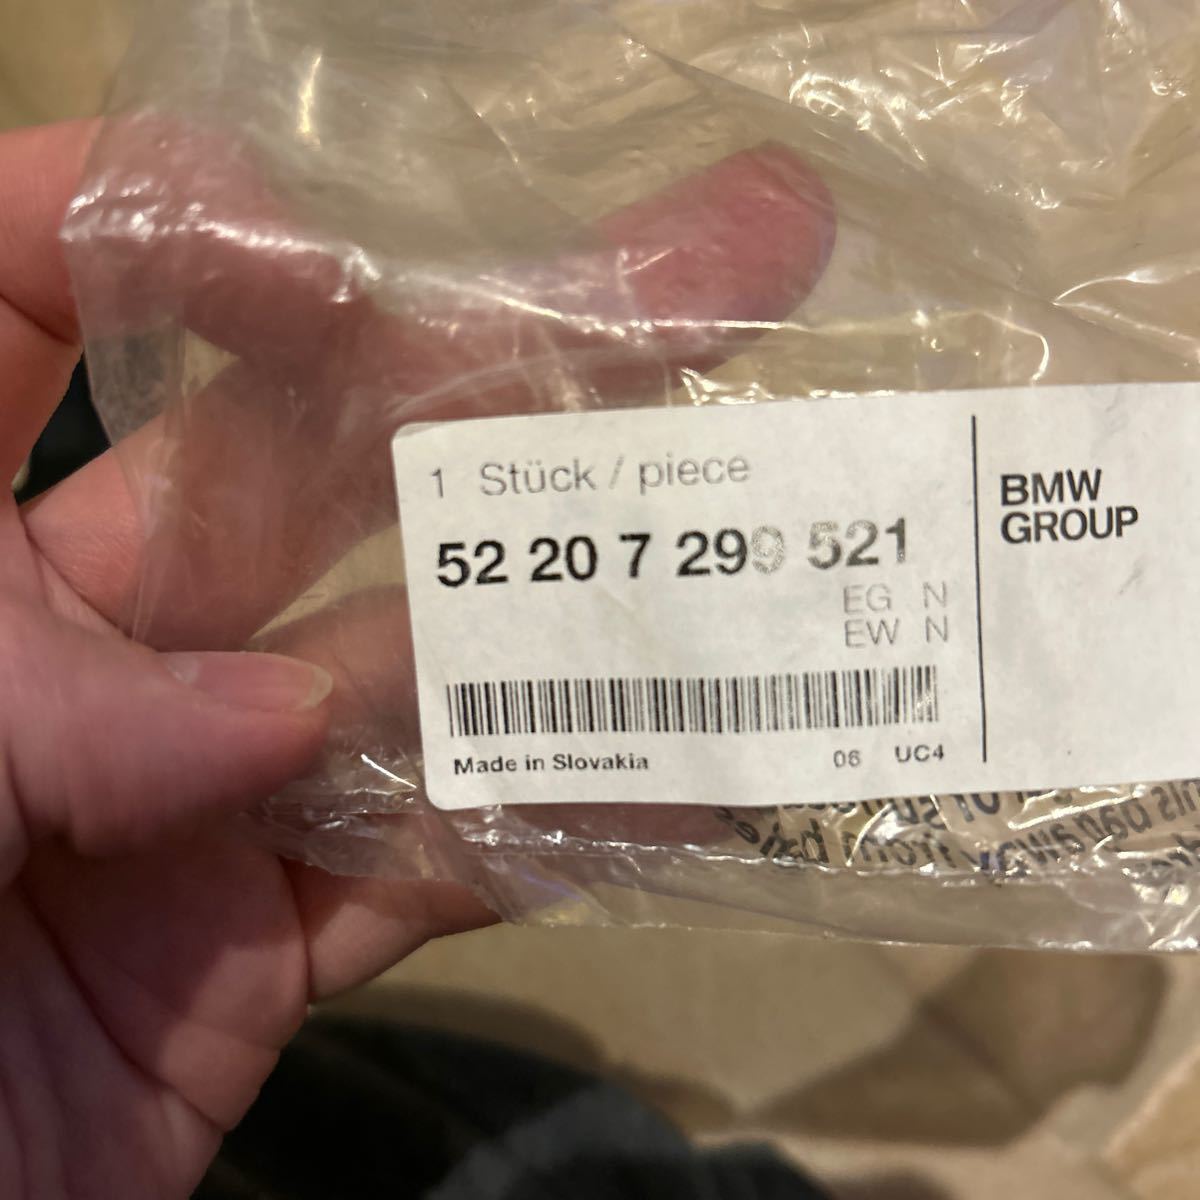 1 Stück / piece
52 20 7 299 521
EG N
EW N
Made in Slovakia 06 UC4
BMW
GROUP